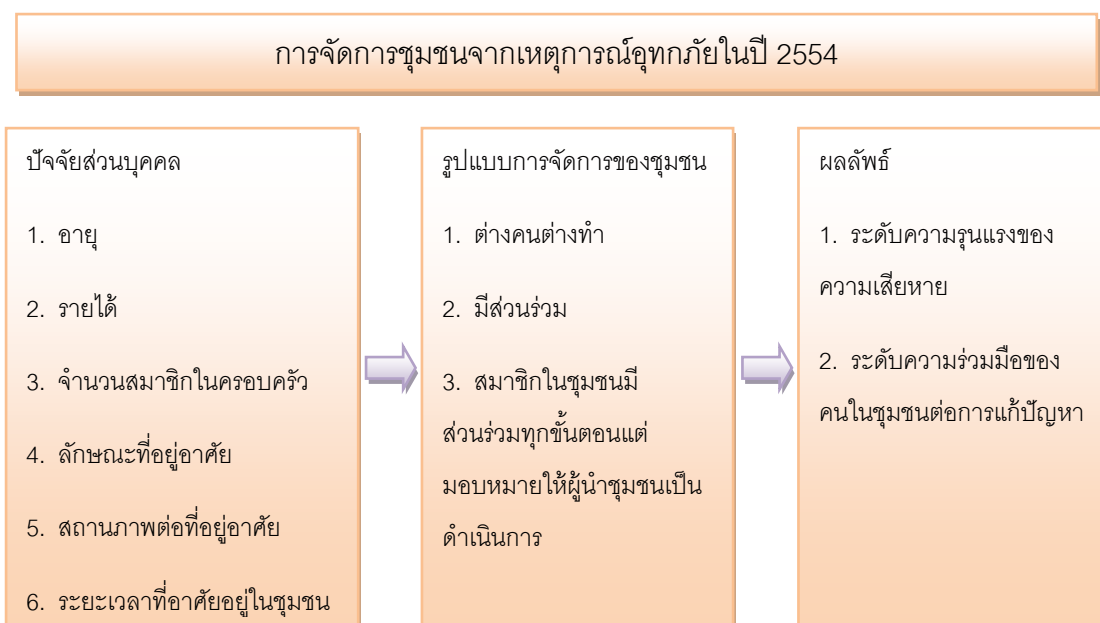 การจัดการชุมชนจากเหตุการณ์อุทกภัยในปี 2554
ปัจจัยส่วนบุคคล
1. อายุ
2. รายได้
3. จำนวนสมาชิกในครอบครัว
4. ลักษณะที่อยู่อาศัย
5. สถานภาพต่อที่อยู่อาศัย
6. ระยะเวลาที่อาศัยอยู่ในชุมชน
รูปแบบการจัดการของชุมชน
1. ต่างคนต่างทำ
2. มีส่วนร่วม
3. สมาชิกในชุมชนมี
ส่วนร่วมทุกขั้นตอนแต่
มอบหมายให้ผู้นำชุมชนเป็น
ดำเนินการ
ผลลัพธ์
1. ระดับความรุนแรงของ
ความเสียหาย
2. ระดับความร่วมมือของ
คนในชุมชนต่อการแก้ปัญหา